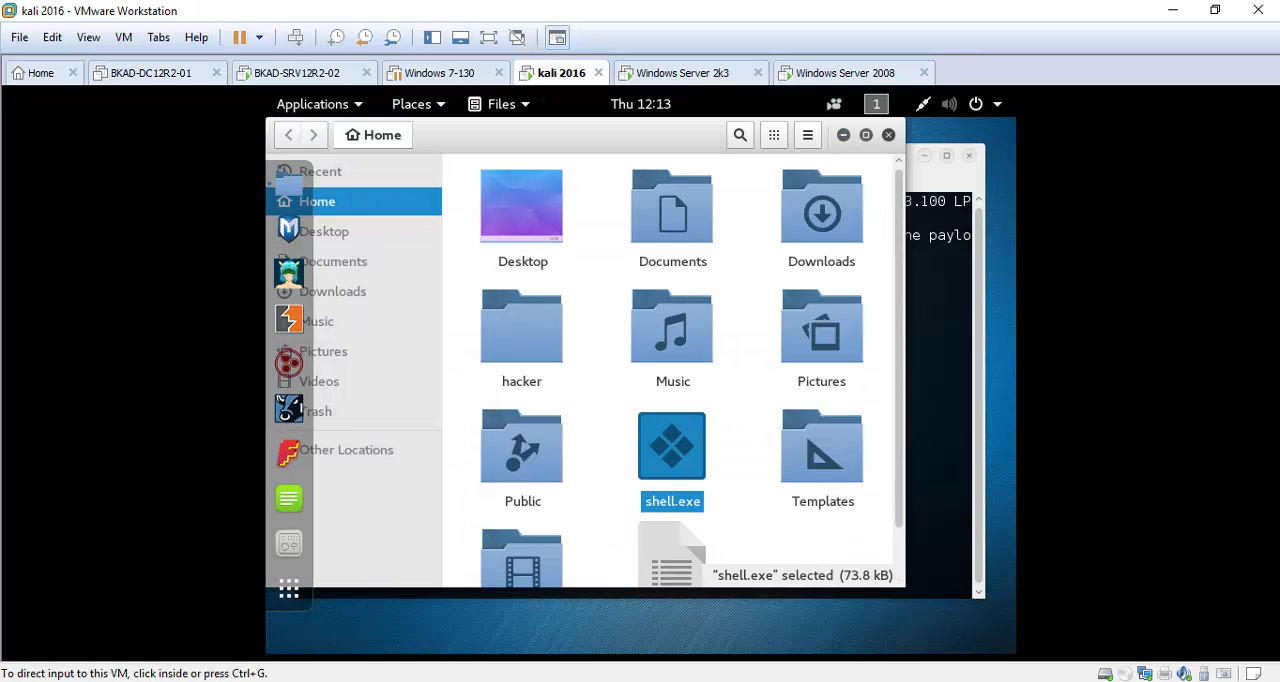 kali 2016 - VMware Workstation
File Edit View VM Tabs Help
Home BKAD-DC12R2-01 BKAD-SRV12R2-02 Windows 7-130 kali 2016 Windows Server 2k3 Windows Server 2008
Applications Places Files Thu 12:13 1
Home
Recent
Home
Desktop
Documents
Downloads
Music
Pictures
Videos
Trash
Other Locations
Desktop Documents Downloads
hacker Music Pictures
Public shell.exe Templates
"shell.exe" selected (73.8 kB)
3.100 LP
To direct input to this VM, click inside or press Ctrl+G.